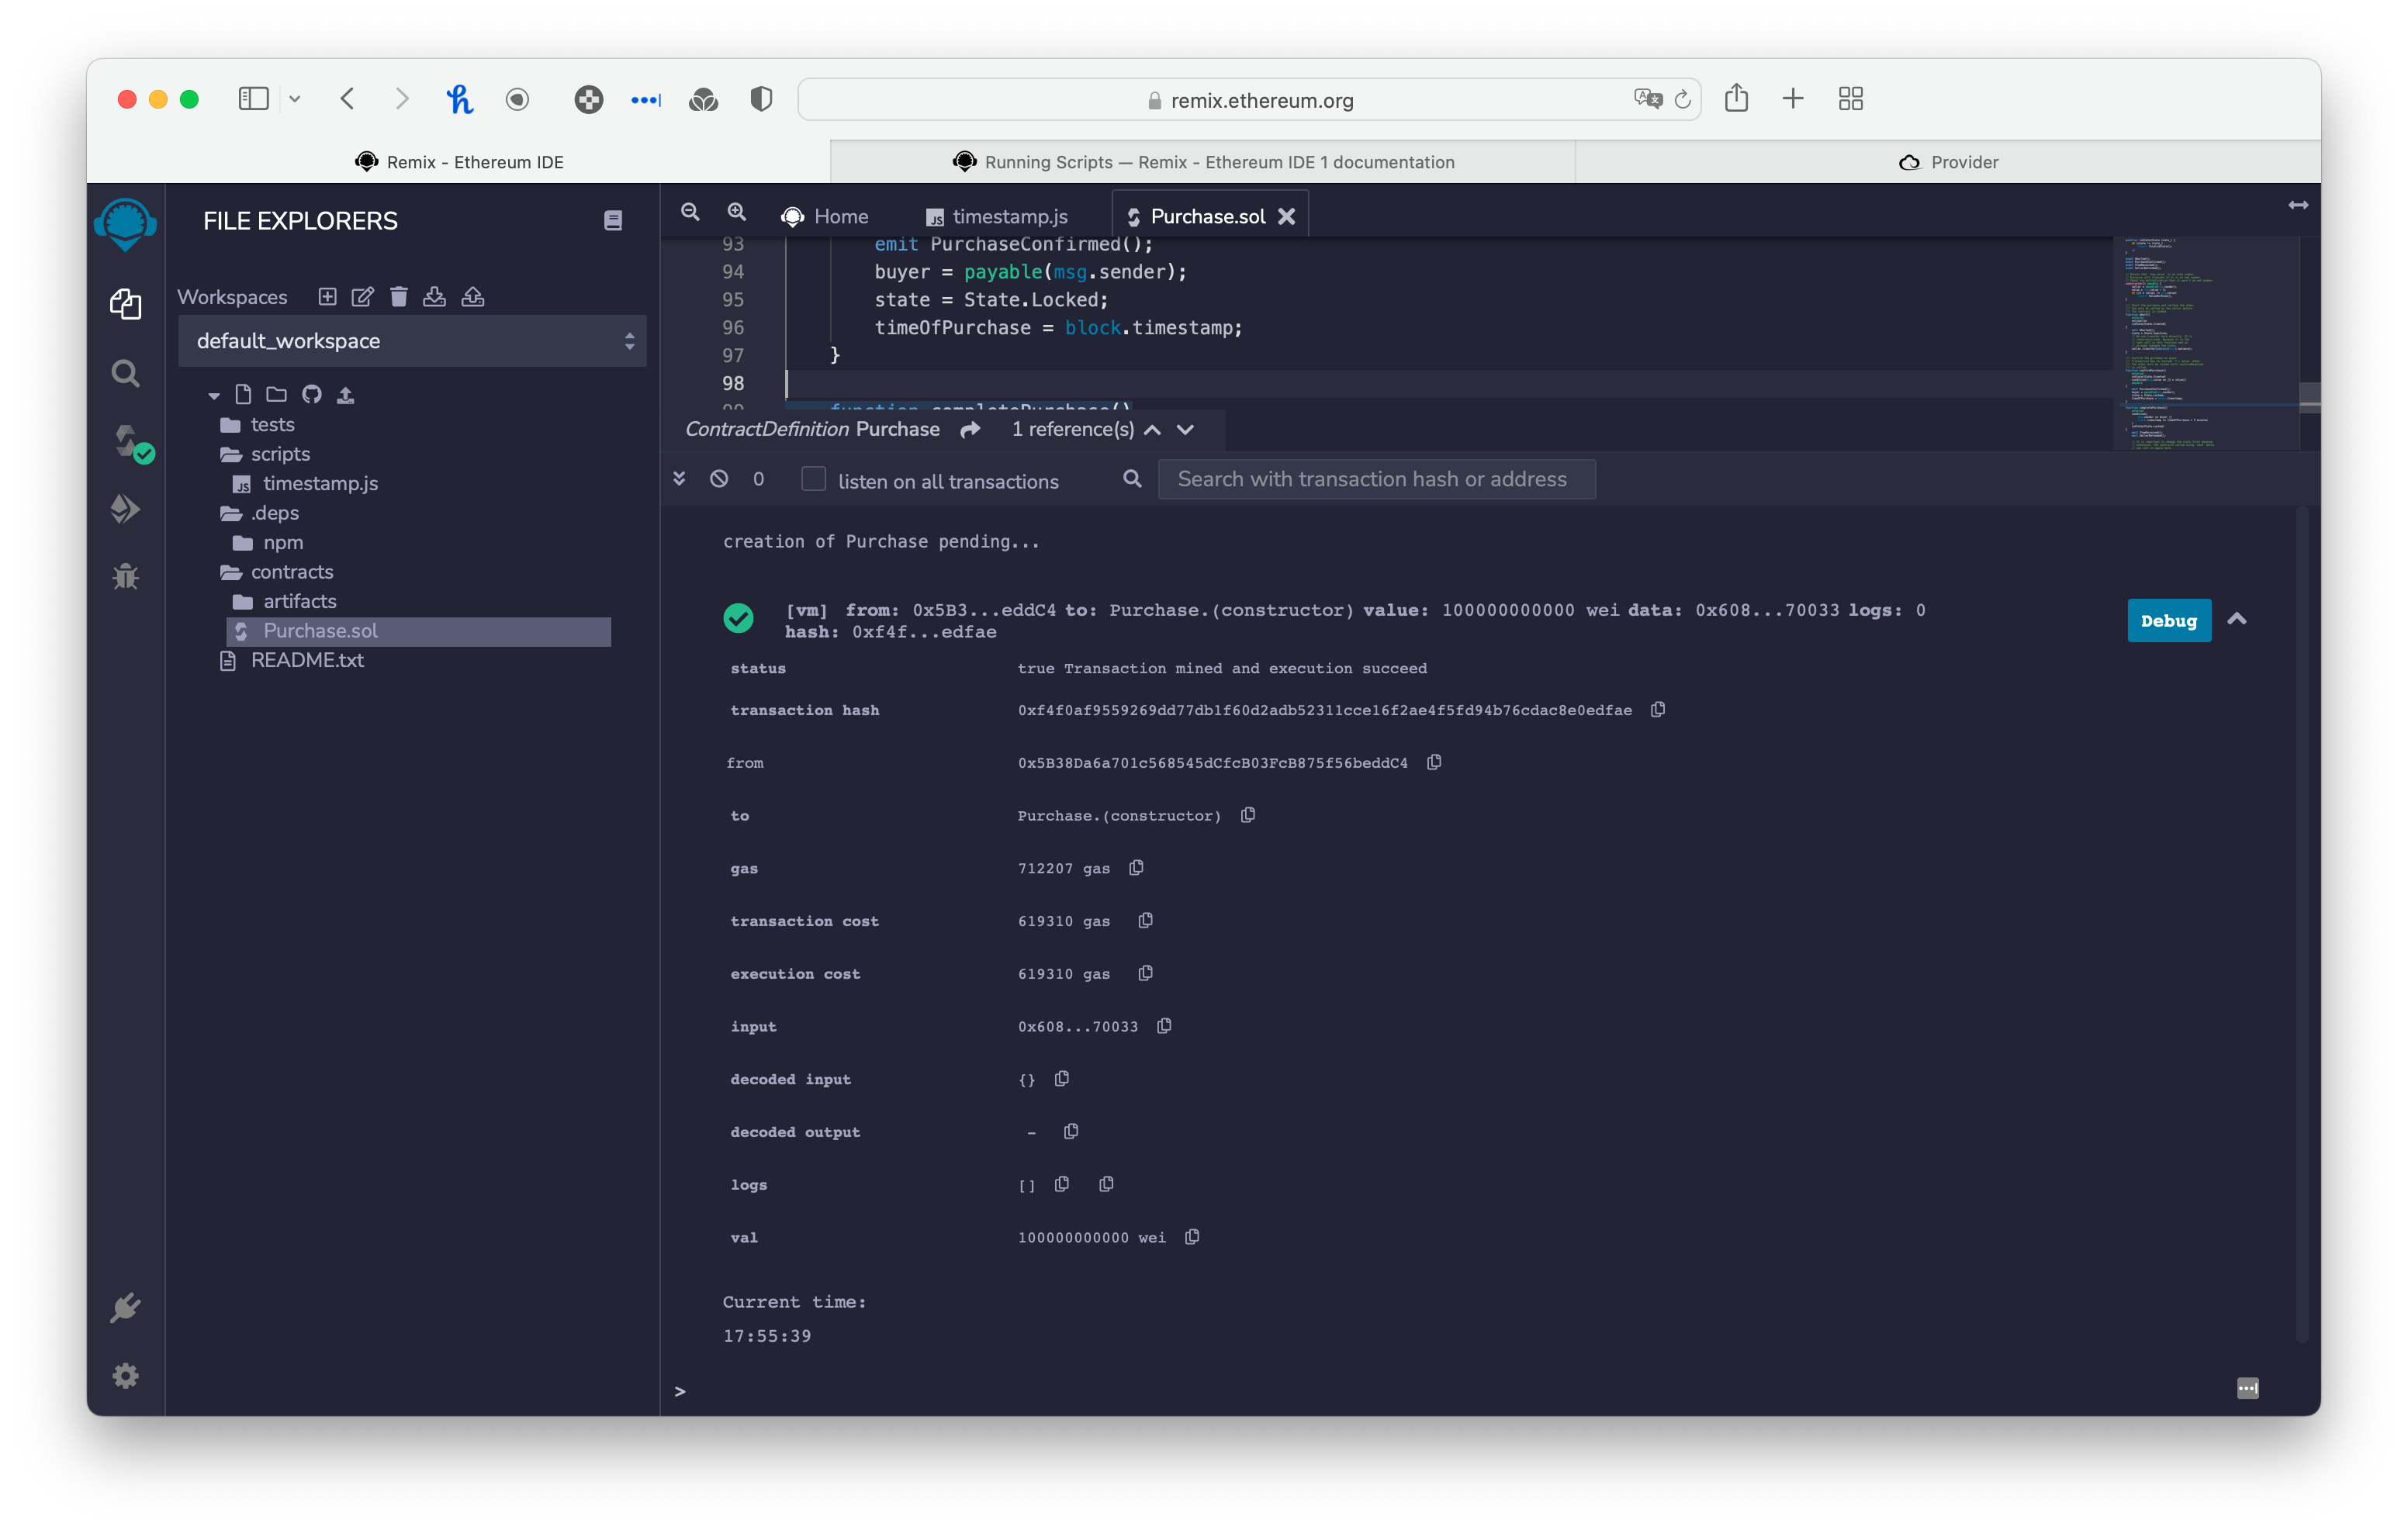 remix.ethereum.org
Remix - Ethereum IDE
Running Scripts — Remix - Ethereum IDE 1 documentation
Provider
FILE EXPLORERS
Workspaces
default_workspace
tests
scripts
JS timestamp.js
.deps
npm
contracts
artifacts
Purchase.sol
README.txt
Home
JS timestamp.js
Purchase.sol
93 emit PurchaseConfirmed();
94 buyer = payable(msg.sender);
95 state = State.Locked;
96 timeOfPurchase = block.timestamp;
97 }
98
99 function completePurchase()
ContractDefinition Purchase 1 reference(s)
0 listen on all transactions Search with transaction hash or address
creation of Purchase pending...
[vm] from: 0x5B3...eddC4 to: Purchase.(constructor) value: 100000000000 wei data: 0x608...70033 logs: 0
hash: 0xf4f...edfae
Debug
status true Transaction mined and execution succeed
transaction hash 0xf4f0af9559269dd77db1f60d2adb52311cce16f2ae4f5fd94b76cdac8e0edfae
from 0x5B38Da6a701c568545dCfcB03FcB875f56beddC4
to Purchase.(constructor)
gas 712207 gas
transaction cost 619310 gas
execution cost 619310 gas
input 0x608...70033
decoded input {}
decoded output -
logs []
val 100000000000 wei
Current time:
17:55:39
>